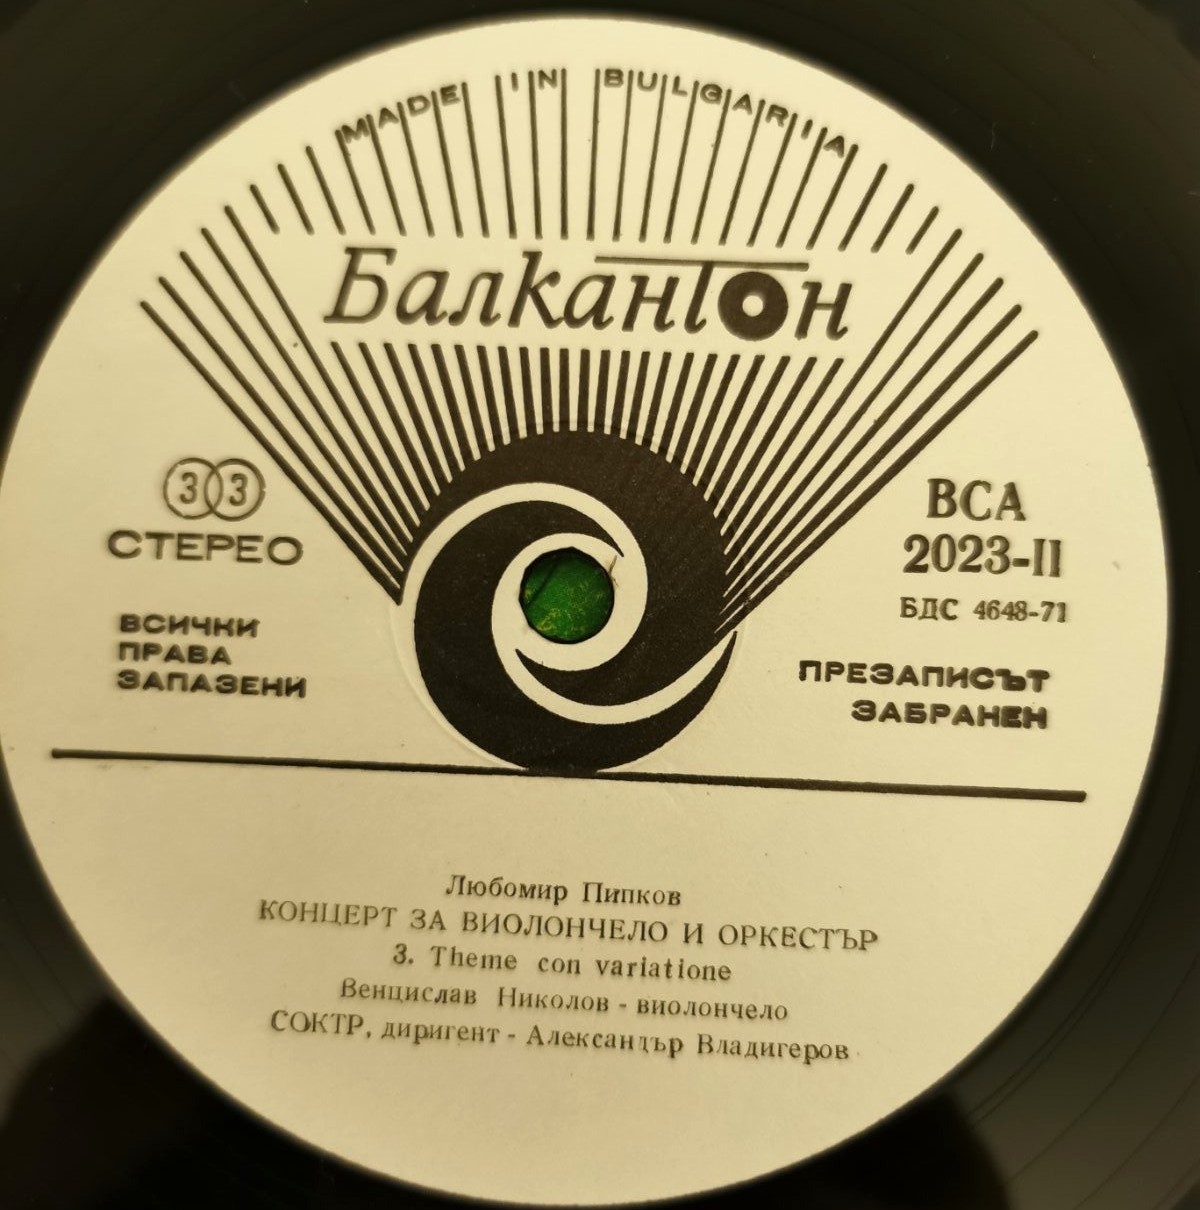 MADE IN BULGARIA
Балкантон
33
СТЕРЕО
ВСИЧКИ
ПРАВА
ЗАПАЗЕНИ
ВСА
2023-II
БДС 4648-71
ПРЕЗАПИСЪТ
ЗАБРАНЕН
Любомир Пипков
КОНЦЕРТ ЗА ВИОЛОНЧЕЛО И ОРКЕСТЪР
3. Theme con variatione
Венцислав Николов - виолончело
СОКТР, диригент - Александър Владигеров